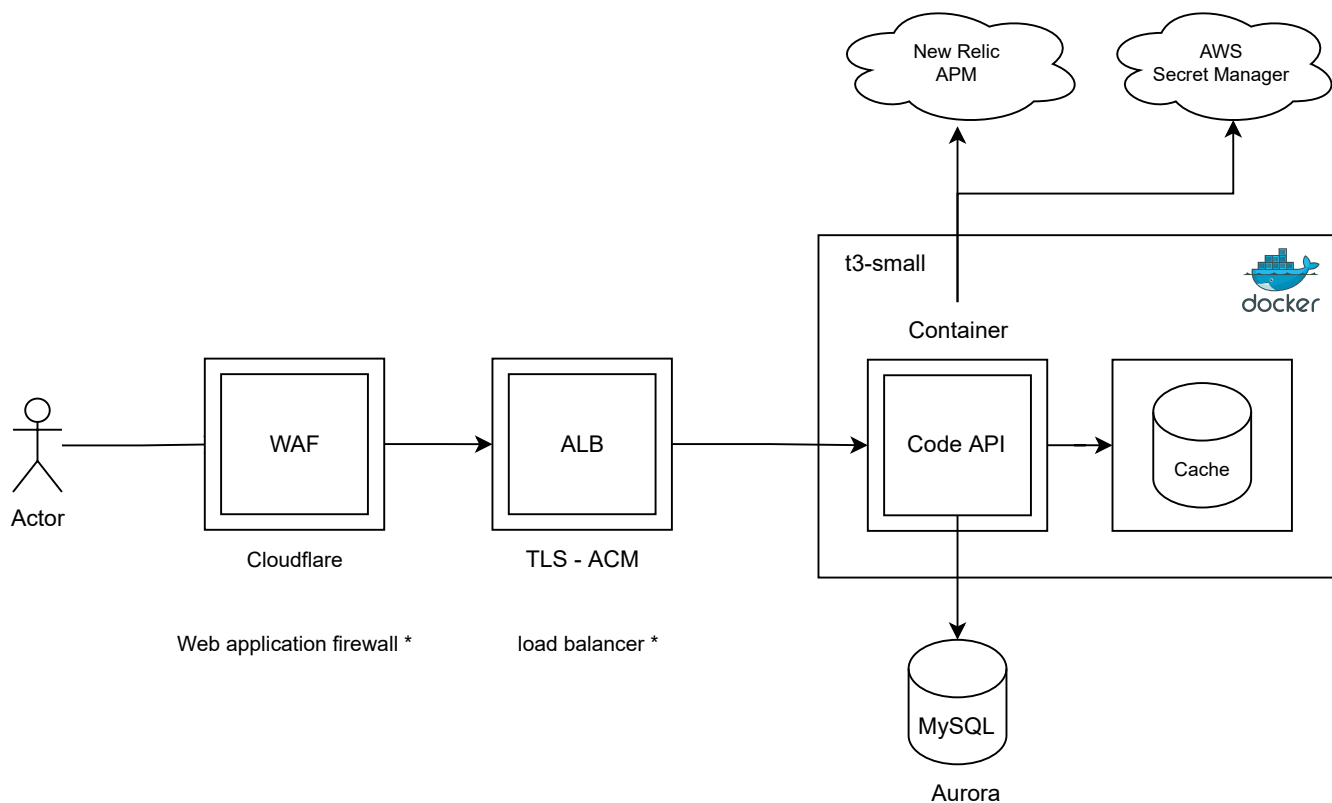 New Relic
APM
AWS
Secret Manager
t3-small
docker
Container
WAF
ALB
Code API
Cache
Actor
Cloudflare
TLS - ACM
Web application firewall *
load balancer *
MySQL
Aurora